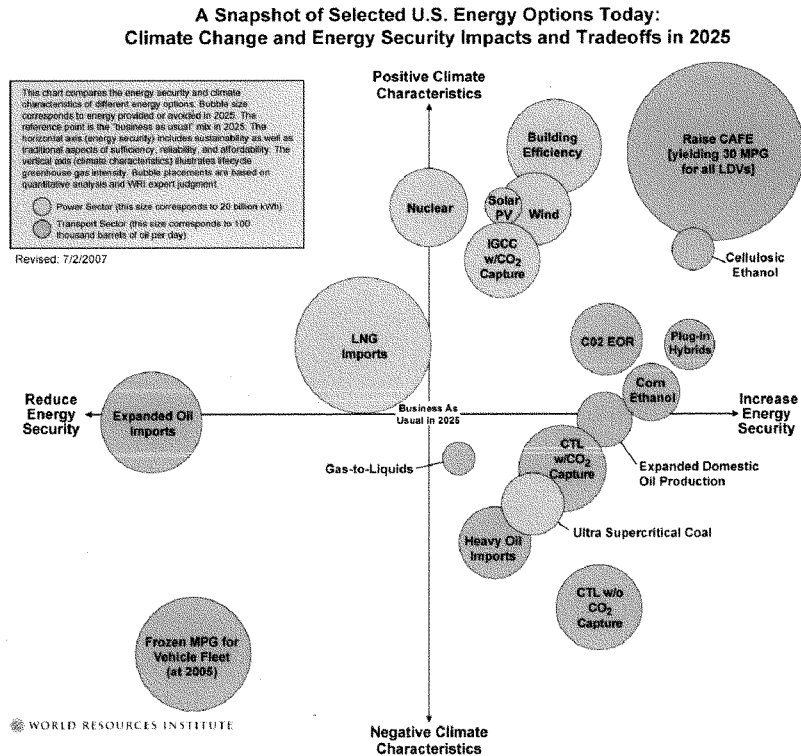 A Snapshot of Selected U.S. Energy Options Today:
Climate Change and Energy Security Impacts and Tradeoffs in 2025
This chart compares the energy security and climate
characteristics of different energy options. Bubble size
corresponds to energy provided or avoided in 2025. The
reference point is the "business as usual" mix in 2025. The
horizontal axis (energy security) includes sustainability as well as
traditional aspects of sufficiency, reliability, and affordability. The
vertical axis (climate characteristics) illustrates lifecycle
greenhouse gas intensity. Bubble placements are based on
quantitative analysis and WRI expert judgment.
Power Sector (this size corresponds to 20 billion kWh)
Transport Sector (this size corresponds to 100
thousand barrels of oil per day)
Revised: 7/2/2007
Positive Climate
Characteristics
Building
Efficiency
Raise CAFE
[yielding 30 MPG
for all LDVs]
Nuclear
Solar
PV
Wind
IGCC
w/CO2
Capture
Cellulosic
Ethanol
LNG
Imports
C02 EOR
Plug-In
Hybrids
Corn
Ethanol
Reduce
Energy
Security
Expanded Oil
Imports
Business As
Usual in 2025
Increase
Energy
Security
Gas-to-Liquids
CTL
w/CO2
Capture
Expanded Domestic
Oil Production
Ultra Supercritical Coal
Heavy Oil
Imports
CTL w/o
CO2
Capture
Frozen MPG for
Vehicle Fleet
(at 2005)
WORLD RESOURCES INSTITUTE
Negative Climate
Characteristics